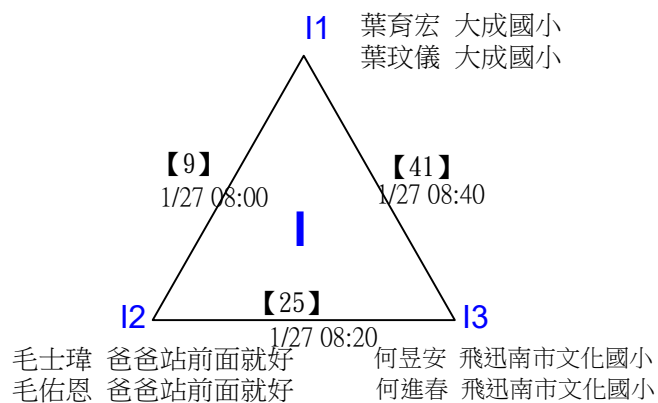 I1
葉育宏 大成國小
葉玟儀 大成國小
【9】
1/27 08:00
【41】
1/27 08:40
I
【25】
1/27 08:20
I2
I3
毛士瑋 爸爸站前面就好
毛佑恩 爸爸站前面就好
何昱安 飛迅南市文化國小
何進春 飛迅南市文化國小